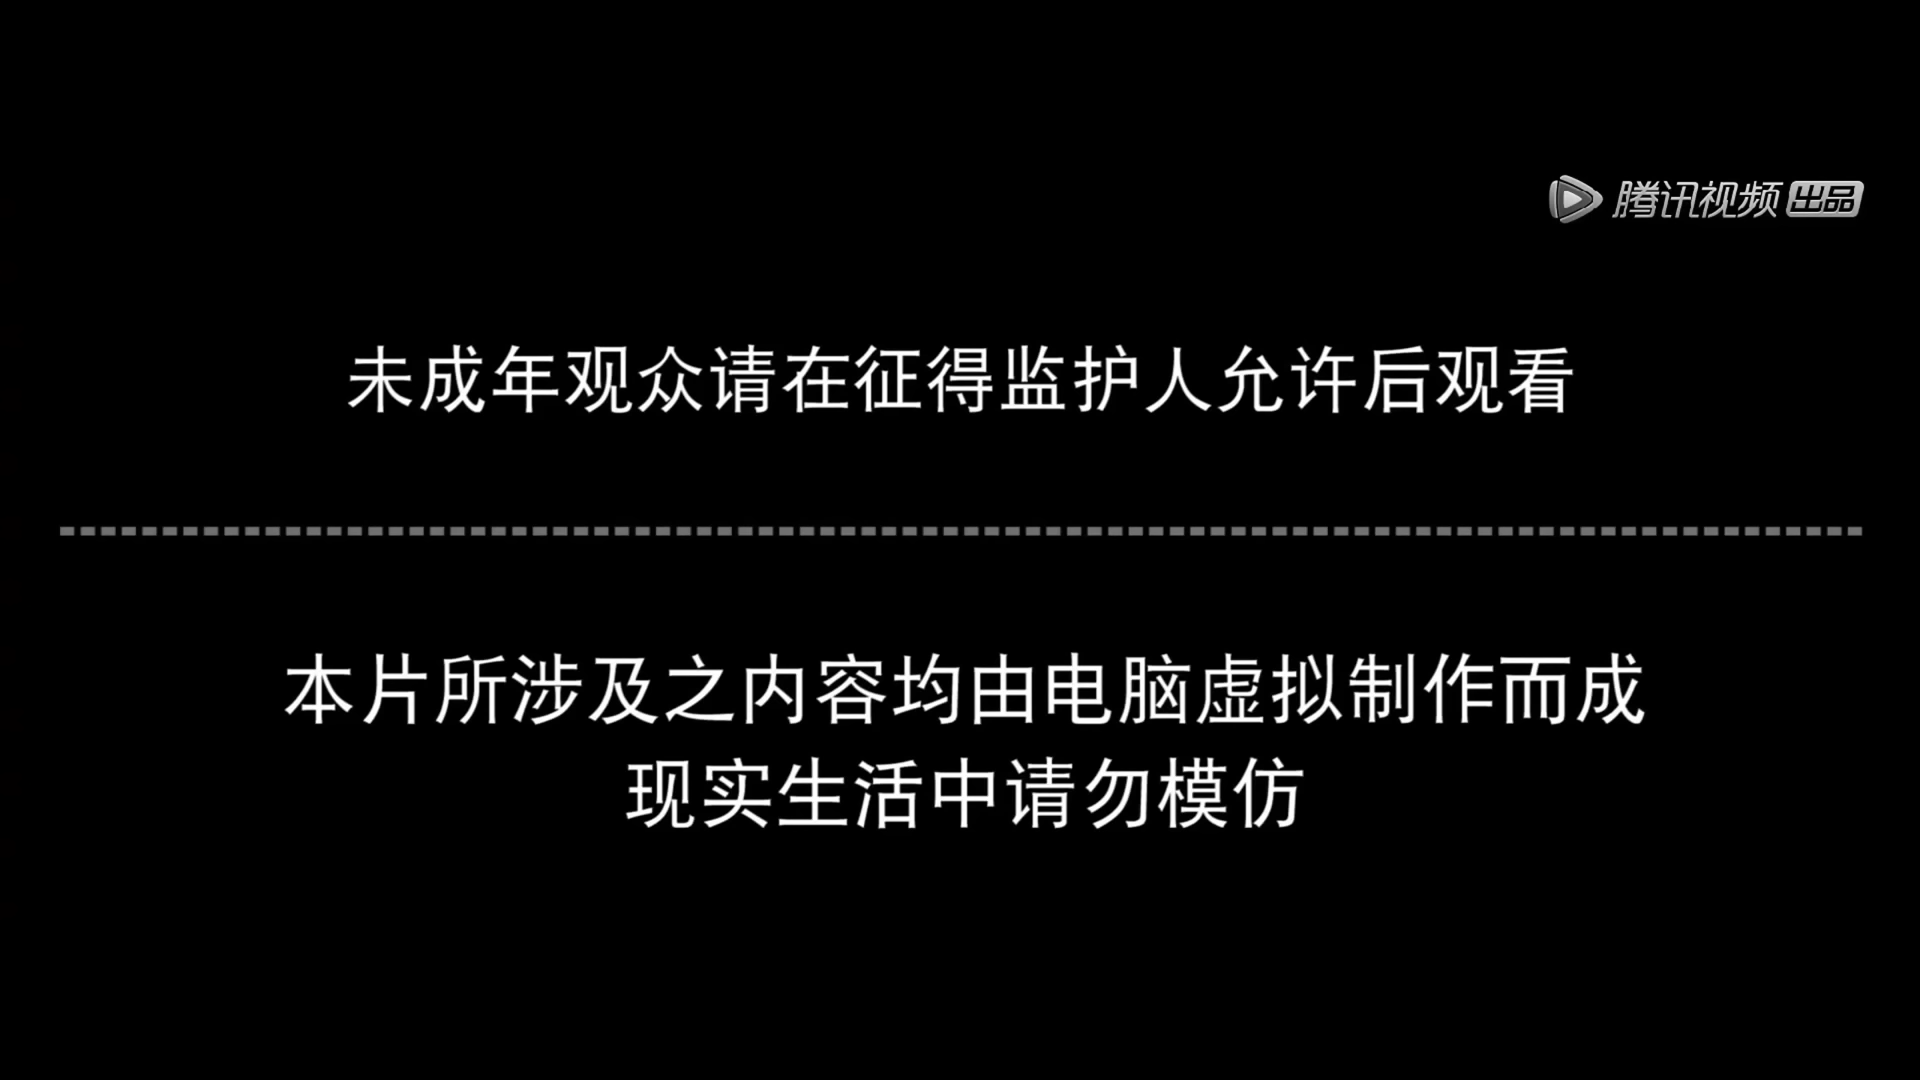 腾讯视频 出品
未成年观众请在征得监护人允许后观看
本片所涉及之内容均由电脑虚拟制作而成
现实生活中请勿模仿